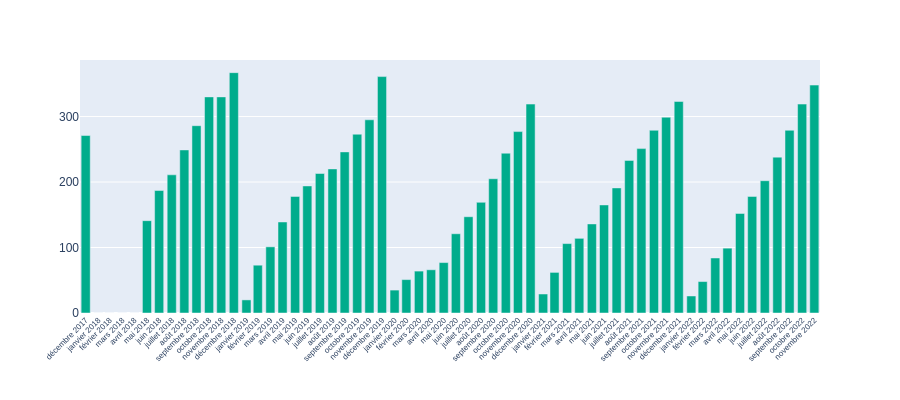 300
200
100
0
décembre 2017
janvier 2018
février 2018
mars 2018
avril 2018
mai 2018
juin 2018
juillet 2018
août 2018
septembre 2018
octobre 2018
novembre 2018
décembre 2018
janvier 2019
février 2019
mars 2019
avril 2019
mai 2019
juin 2019
juillet 2019
août 2019
septembre 2019
octobre 2019
novembre 2019
décembre 2019
janvier 2020
février 2020
mars 2020
avril 2020
mai 2020
juin 2020
juillet 2020
août 2020
septembre 2020
octobre 2020
novembre 2020
décembre 2020
janvier 2021
février 2021
mars 2021
avril 2021
mai 2021
juin 2021
juillet 2021
août 2021
septembre 2021
octobre 2021
novembre 2021
décembre 2021
janvier 2022
février 2022
mars 2022
avril 2022
mai 2022
juin 2022
juillet 2022
août 2022
septembre 2022
octobre 2022
novembre 2022